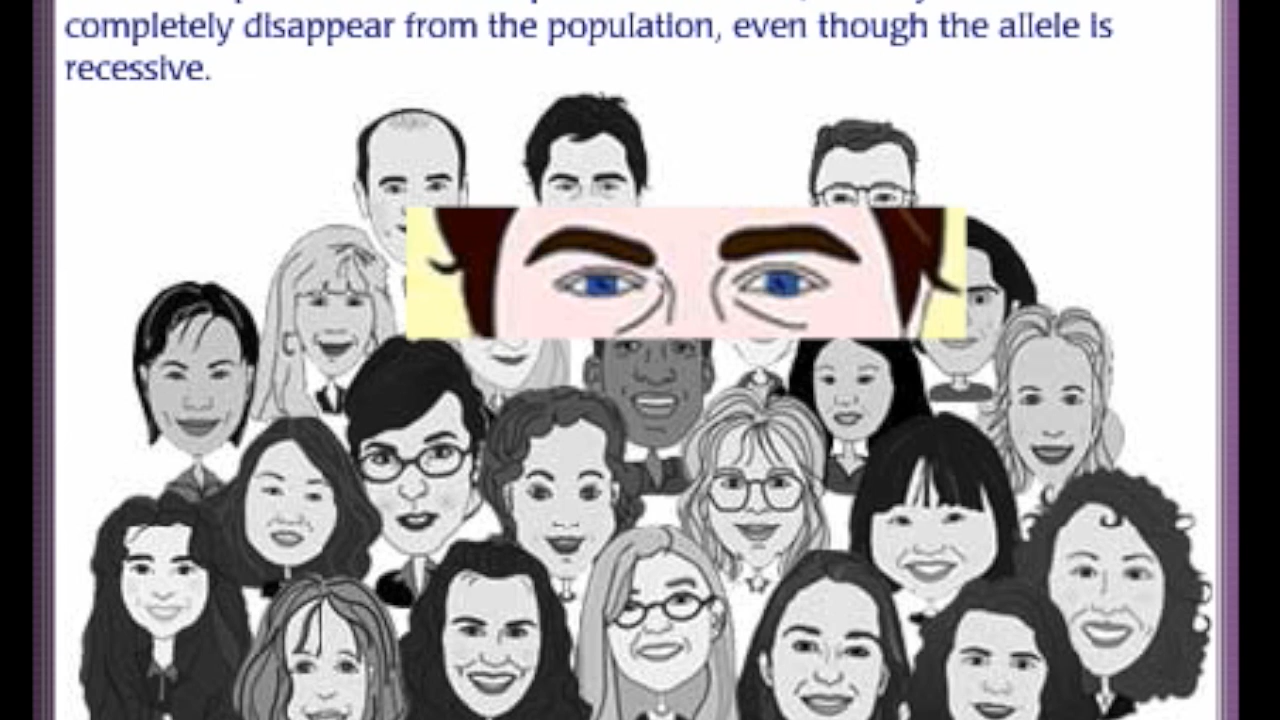 completely disappear from the population, even though the allele is
recessive.